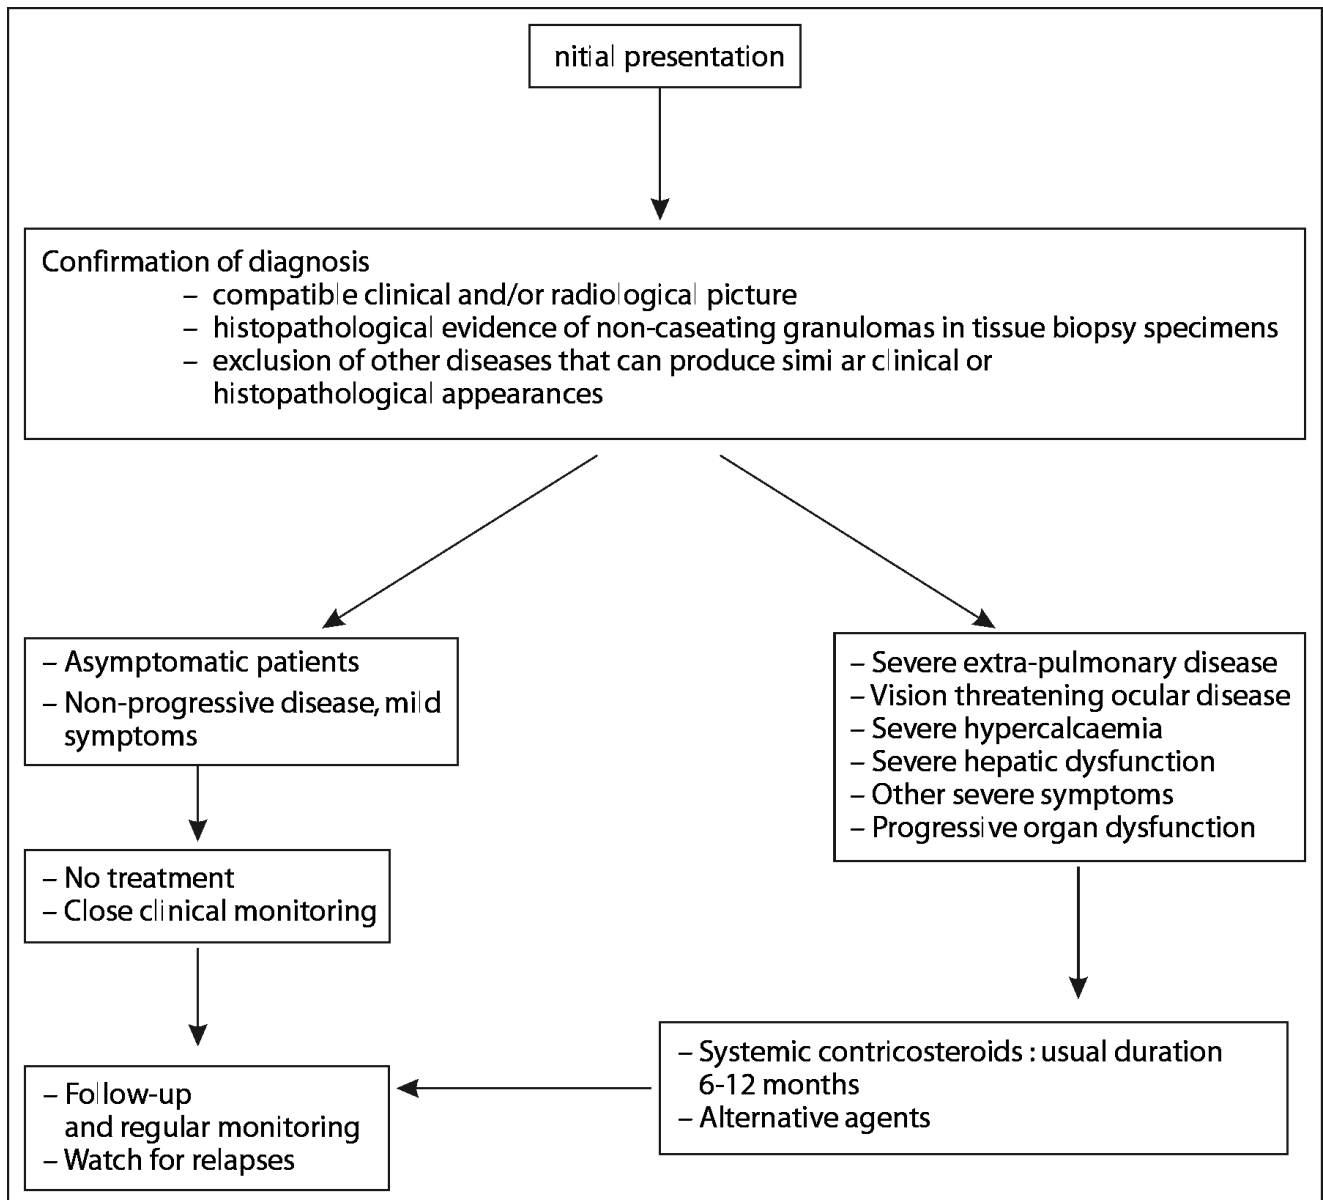 nitial presentation
Confirmation of diagnosis
– compatible clinical and/or radiological picture
– histopathological evidence of non-caseating granulomas in tissue biopsy specimens
– exclusion of other diseases that can produce simi ar clinical or
histopathological appearances
– Asymptomatic patients
– Non-progressive disease, mild
symptoms
– Severe extra-pulmonary disease
– Vision threatening ocular disease
– Severe hypercalcaemia
– Severe hepatic dysfunction
– Other severe symptoms
– Progressive organ dysfunction
– No treatment
– Close clinical monitoring
– Systemic contricosteroids : usual duration
6-12 months
– Alternative agents
– Follow-up
and regular monitoring
– Watch for relapses